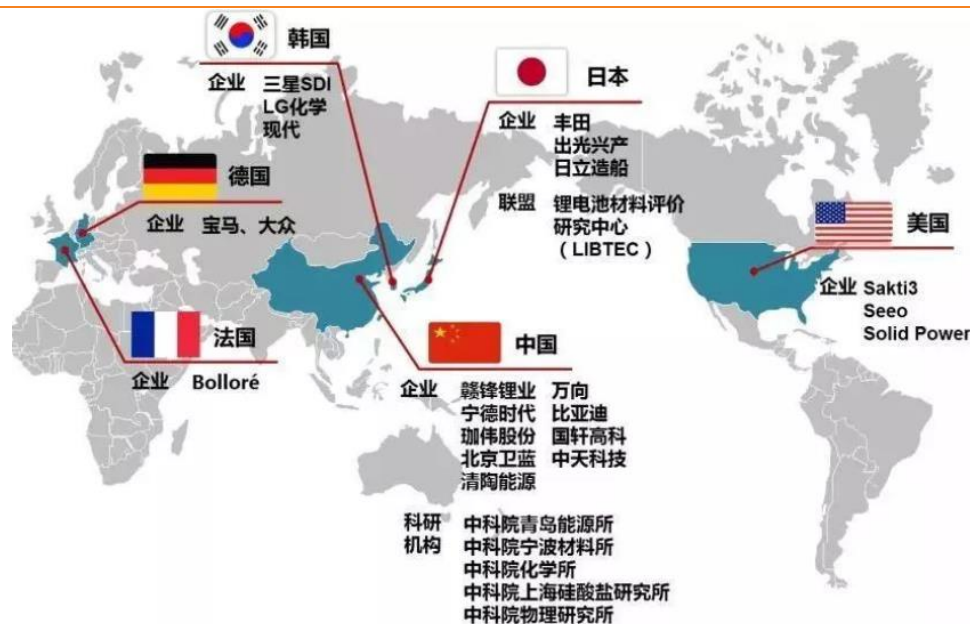 韩国
企业 三星SDI
LG化学
现代
日本
企业 丰田
出光兴产
日立造船
联盟 锂电池材料评价
研究中心
（LIBTEC）
德国
企业 宝马、大众
美国
企业 Sakti3
Seeo
Solid Power
法国
企业 Bolloré
中国
企业 赣锋锂业 万向
宁德时代 比亚迪
珈伟股份 国轩高科
北京卫蓝 中天科技
清陶能源
科研 中科院青岛能源所
机构 中科院宁波材料所
中科院化学所
中科院上海硅酸盐研究所
中科院物理研究所